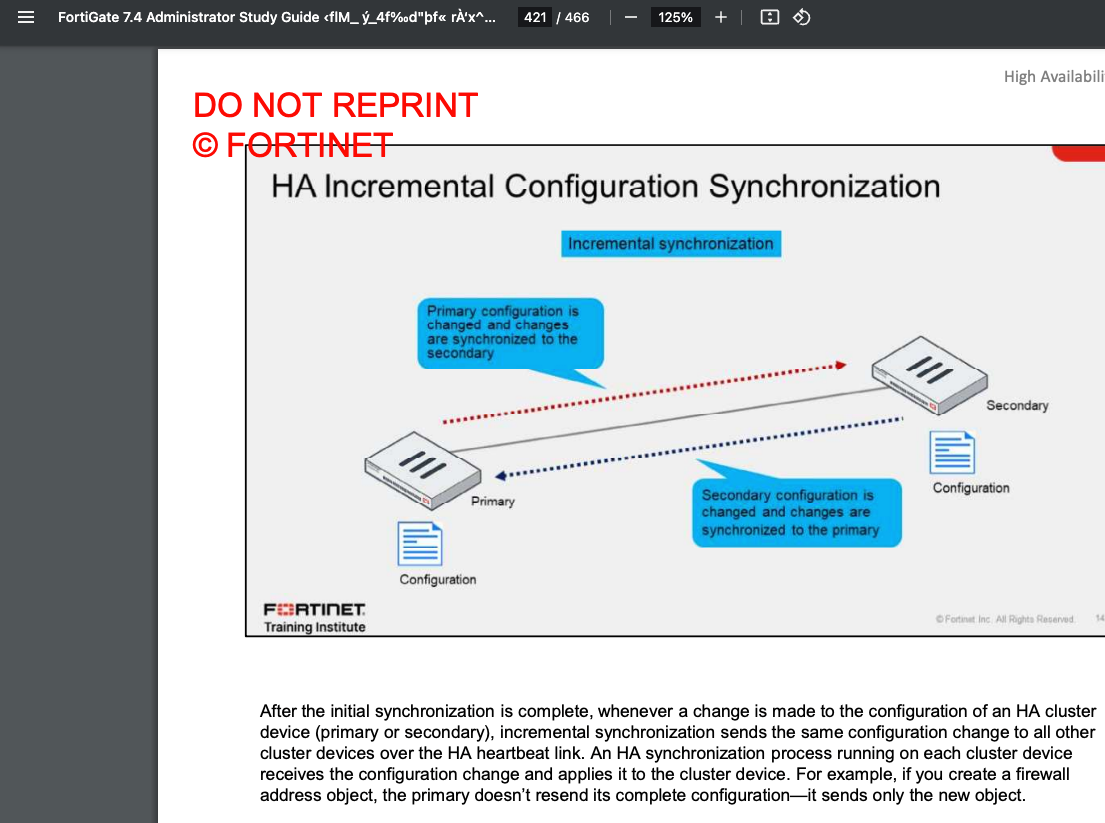 FortiGate 7.4 Administrator Study Guide ‹flM_ ý_4f‰d"þf« rÀ'x^...
421 / 466
125%
High Availabili
DO NOT REPRINT
© FORTINET
HA Incremental Configuration Synchronization
Incremental synchronization
Primary configuration is
changed and changes
are synchronized to the
secondary
Secondary
Configuration
Primary
Secondary configuration is
changed and changes are
synchronized to the primary
Configuration
FORTINET
Training Institute
© Fortinet Inc. All Rights Reserved. 14
After the initial synchronization is complete, whenever a change is made to the configuration of an HA cluster
device (primary or secondary), incremental synchronization sends the same configuration change to all other
cluster devices over the HA heartbeat link. An HA synchronization process running on each cluster device
receives the configuration change and applies it to the cluster device. For example, if you create a firewall
address object, the primary doesn’t resend its complete configuration—it sends only the new object.